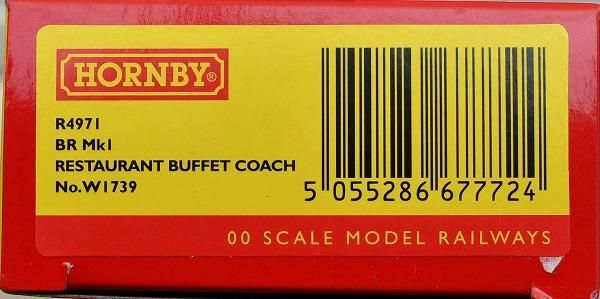 HORNBY®
R4971
BR Mk1
RESTAURANT BUFFET COACH
No.W1739
5 055286 677724
00 SCALE MODEL RAILWAYS